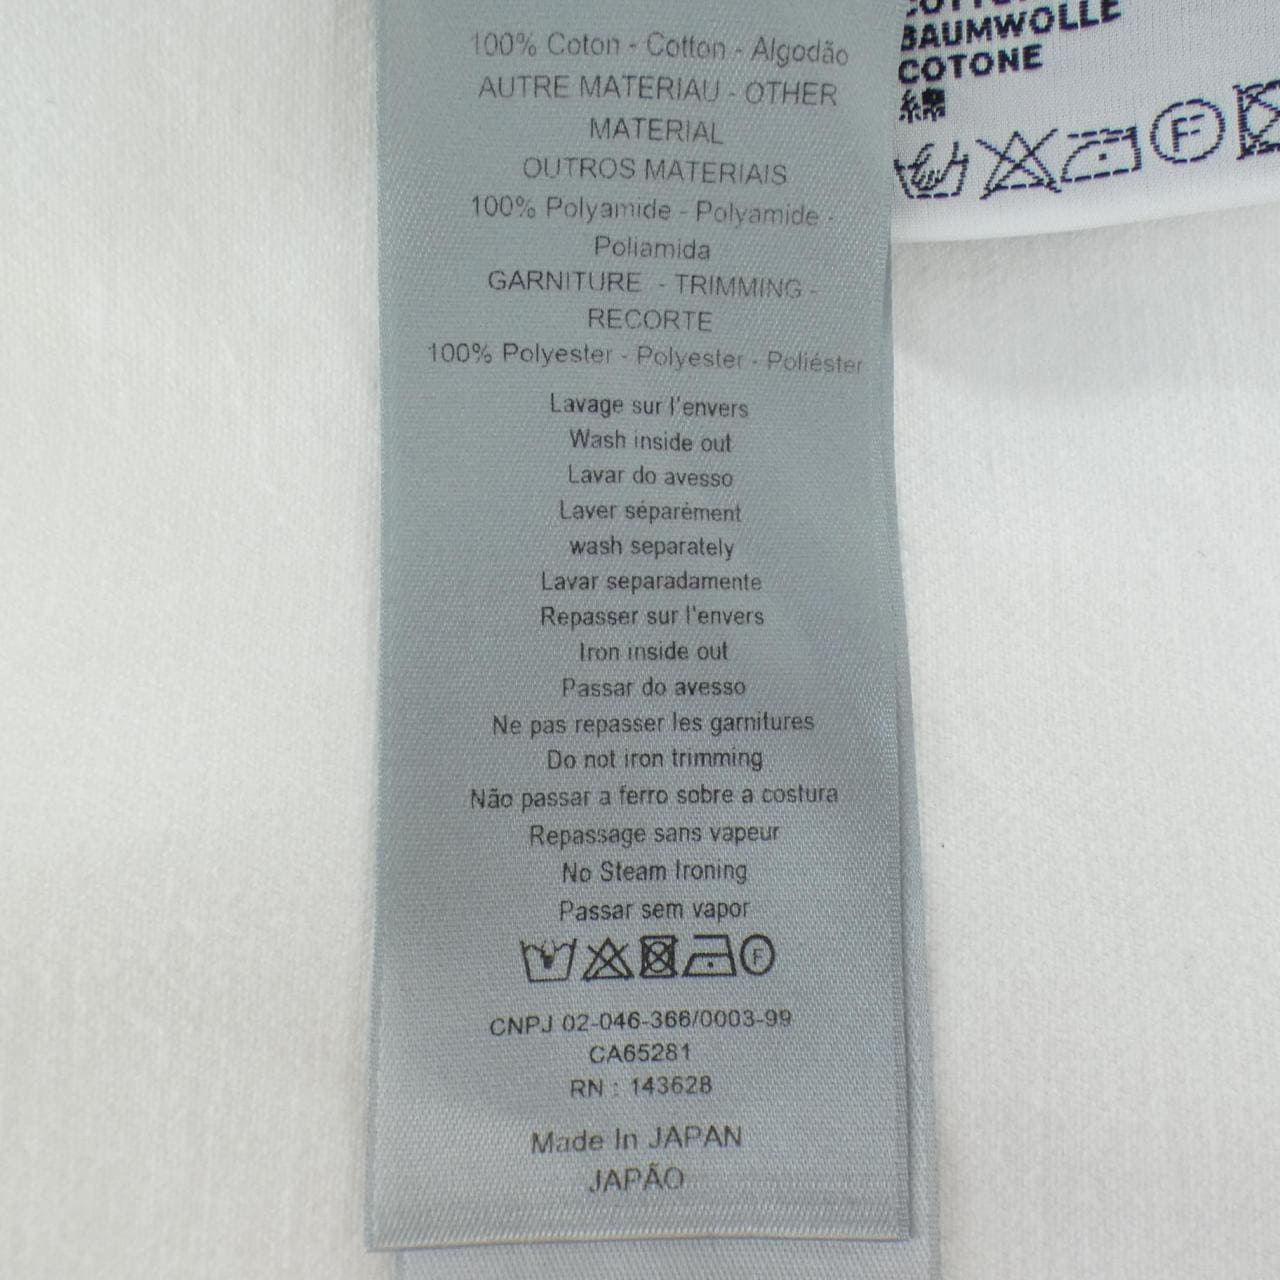 100% Coton - Cotton - Algodão
AUTRE MATERIAU - OTHER
MATERIAL
OUTROS MATERIAIS
100% Polyamide - Polyamide -
Poliamida
GARNITURE - TRIMMING -
RECORTE
100% Polyester - Polyester - Poliéster
Lavage sur l'envers
Wash inside out
Lavar do avesso
Laver séparément
wash separately
Lavar separadamente
Repasser sur l'envers
Iron inside out
Passar do avesso
Ne pas repasser les garnitures
Do not iron trimming
Não passar a ferro sobre a costura
Repassage sans vapeur
No Steam Ironing
Passar sem vapor
F
CNPJ 02-046-366/0003-99
CA65281
RN : 143628
Made In JAPAN
JAPÃO
BAUMWOLLE
COTONE
綿
F